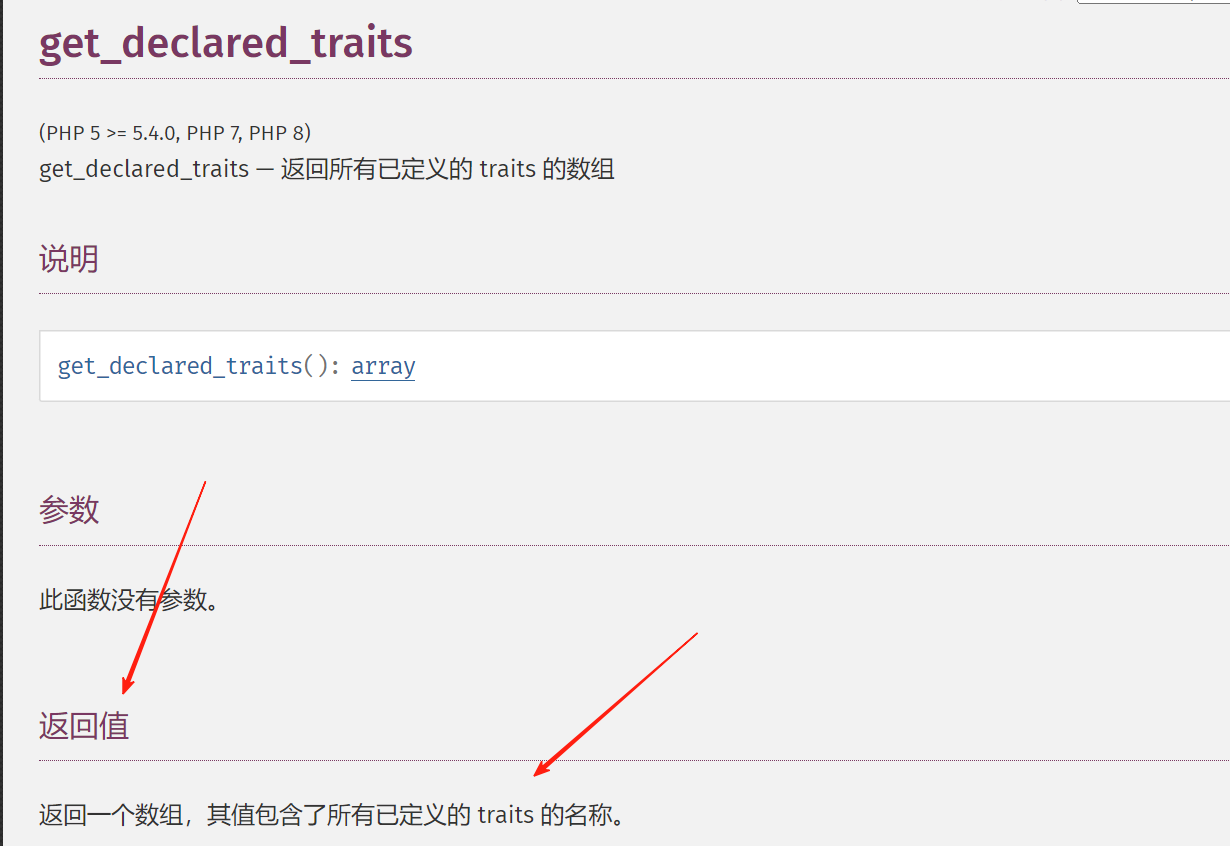 get_declared_traits
(PHP 5 >= 5.4.0, PHP 7, PHP 8)
get_declared_traits — 返回所有已定义的 traits 的数组
说明
get_declared_traits(): array
参数
此函数没有参数。
返回值
返回一个数组，其值包含了所有已定义的 traits 的名称。